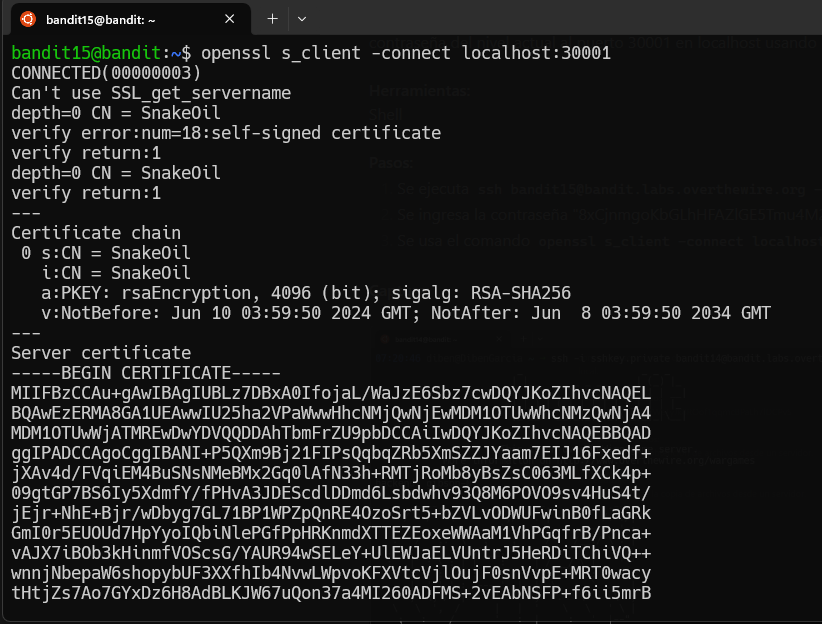 bandit15@bandit: ~
bandit15@bandit:~$ openssl s_client -connect localhost:30001
CONNECTED(00000003)
Can't use SSL_get_servername
depth=0 CN = SnakeOil
verify error:num=18:self-signed certificate
verify return:1
depth=0 CN = SnakeOil
verify return:1
---
Certificate chain
 0 s:CN = SnakeOil
   i:CN = SnakeOil
   a:PKEY: rsaEncryption, 4096 (bit); sigalg: RSA-SHA256
   v:NotBefore: Jun 10 03:59:50 2024 GMT; NotAfter: Jun  8 03:59:50 2034 GMT
---
Server certificate
-----BEGIN CERTIFICATE-----
MIIFBzCCAu+gAwIBAgIUBLz7DBxA0IfojaL/WaJzE6Sbz7cwDQYJKoZIhvcNAQEL
BQAwEzERMA8GA1UEAwwIU25ha2VPaWwwHhcNMjQwNjEwMDM1OTUwWhcNMzQwNjA4
MDM1OTUwWjATMREwDwYDVQQDDAhTbmFrZU9pbDCCAiIwDQYJKoZIhvcNAQEBBQAD
ggIPADCCAgoCggIBANI+P5QXm9Bj21FIPsQqbqZRb5XmSZZJYaam7EIJ16Fxedf+
jXAv4d/FVqiEM4BuSNsNMeBMx2Gq0lAfN33h+RMTjRoMb8yBsZsC063MLfXCk4p+
09gtGP7BS6Iy5XdmfY/fPHvA3JDEScdlDDmd6Lsbdwhv93Q8M6POVO9sv4HuS4t/
jEjr+NhE+Bjr/wDbyg7GL71BP1WPZpQnRE4OzoSrt5+bZVLvODWUFwinB0fLaGRk
GmI0r5EUOUd7HpYyoIQbiNlePGfPpHRKnmdXTTEZEoxeWWAaM1VhPGqfrB/Pnca+
vAJX7iBOb3kHinmfVOScsG/YAUR94wSELeY+UlEWJaELVUntrJ5HeRDiTChiVQ++
wnnjNbepaW6shopybUF3XXfhIb4NvwLWpvoKFXVtcVjlOujF0snVvpE+MRT0wacy
tHtjZs7Ao7GYxDz6H8AdBLKJW67uQon37a4MI260ADFMS+2vEAbNSFP+f6ii5mrB
Herramientas:
Shell
Pasos: